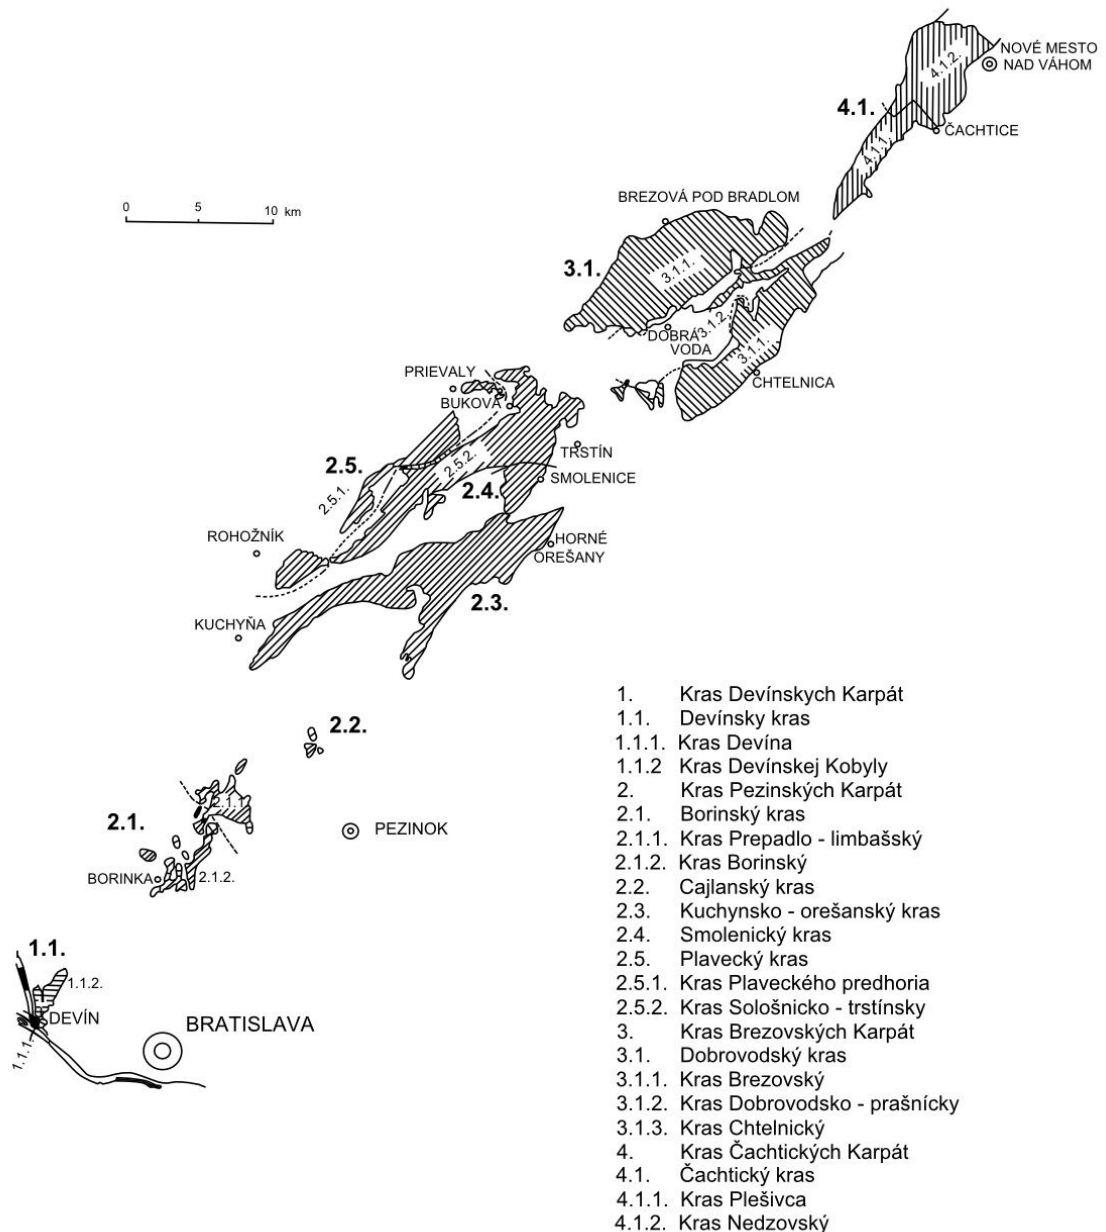 NOVÉ MESTO
NAD VÁHOM
4.1.2.
4.1.
ČACHTICE
4.1.1.
0 5 10 km
BREZOVÁ POD BRADLOM
3.1.
3.1.1.
DOBRÁ
VODA
3.1.2.
3.1.1.
CHTELNICA
PRIEVALY
BUKOVÁ
TRSTÍN
2.5.
2.5.2.
SMOLENICE
2.5.1.
2.4.
ROHOŽNÍK
HORNÉ
OREŠANY
2.3.
KUCHYŇA
2.2.
2.1.1.
2.1.
PEZINOK
BORINKA
2.1.2.
1.1.
1.1.2.
DEVÍN
BRATISLAVA
1.1.1.
1. Kras Devínskych Karpát
1.1. Devínsky kras
1.1.1. Kras Devína
1.1.2 Kras Devínskej Kobyly
2. Kras Pezinských Karpát
2.1. Borinský kras
2.1.1. Kras Prepadlo - limbašský
2.1.2. Kras Borinský
2.2. Cajlanský kras
2.3. Kuchynsko - orešanský kras
2.4. Smolenický kras
2.5. Plavecký kras
2.5.1. Kras Plaveckého predhoria
2.5.2. Kras Sološnicko - trstínsky
3. Kras Brezovských Karpát
3.1. Dobrovodský kras
3.1.1. Kras Brezovský
3.1.2. Kras Dobrovodsko - prašnícky
3.1.3. Kras Chtelnický
4. Kras Čachtických Karpát
4.1. Čachtický kras
4.1.1. Kras Plešivca
4.1.2. Kras Nedzovský